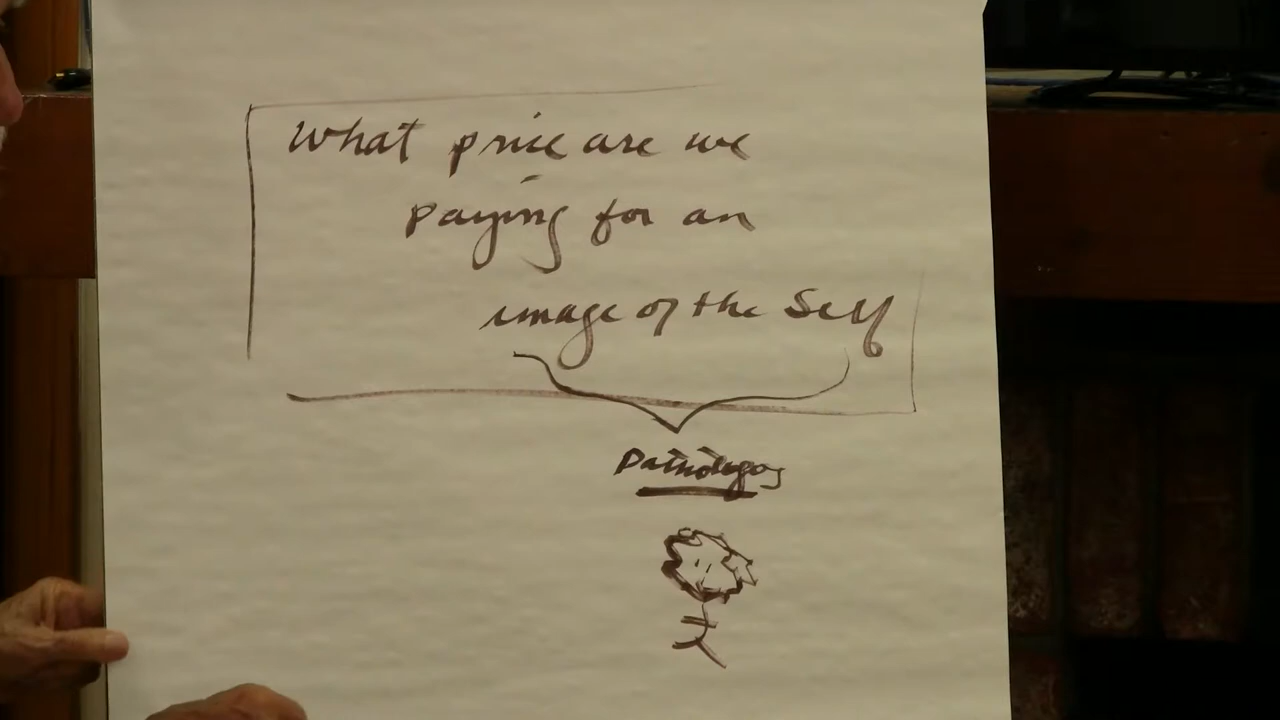 What price are we
paying for an
image of the Self
Pathologos